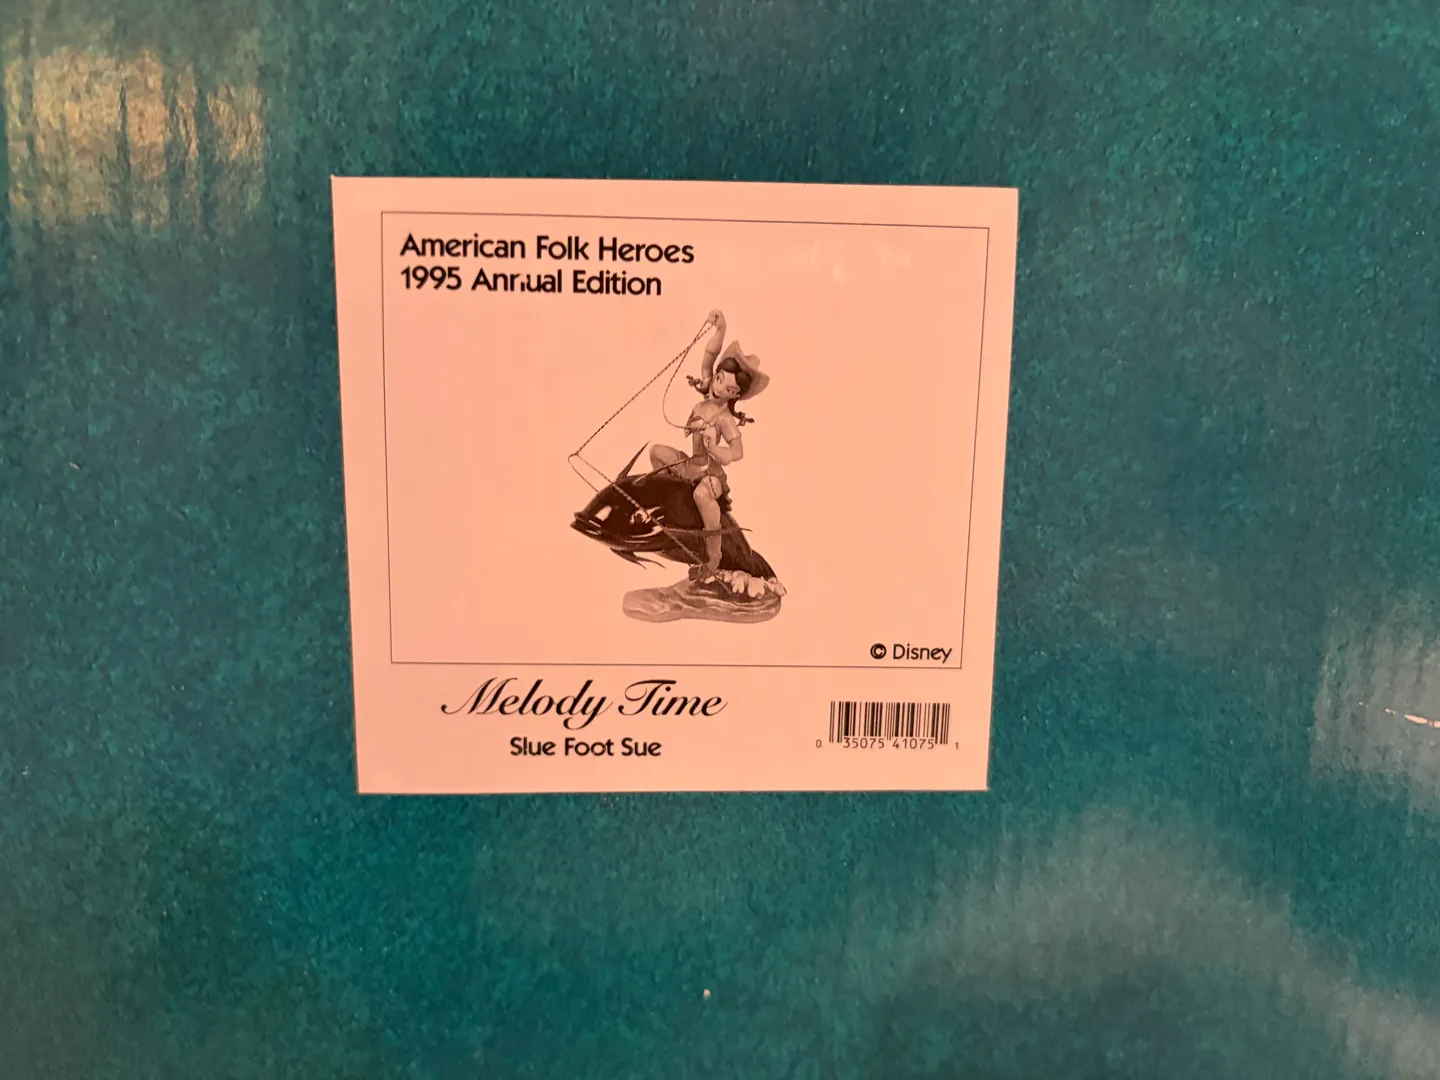 American Folk Heroes
1995 Annual Edition
© Disney
Melody Time
Slue Foot Sue
0 35075 41075 1